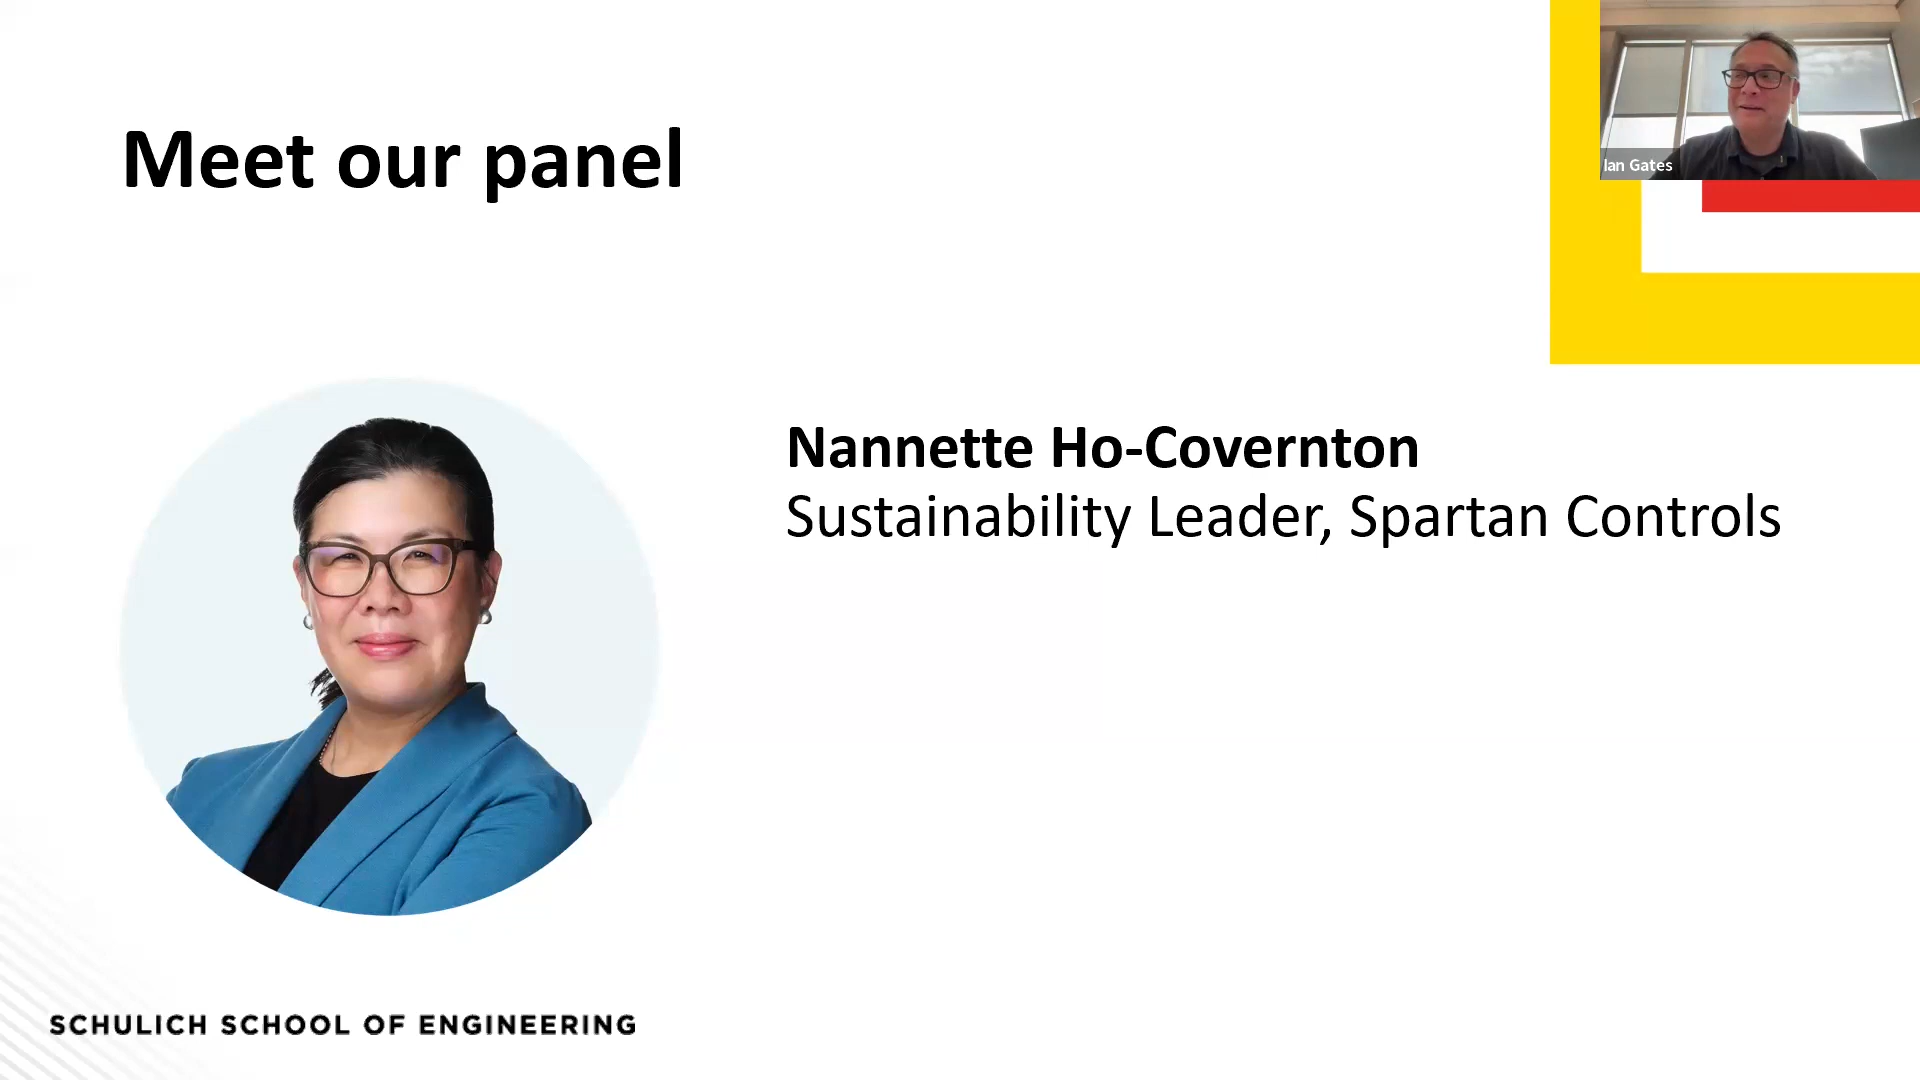 Meet our panel
Ian Gates
Nannette Ho-Covernton
Sustainability Leader, Spartan Controls
SCHULICH SCHOOL OF ENGINEERING